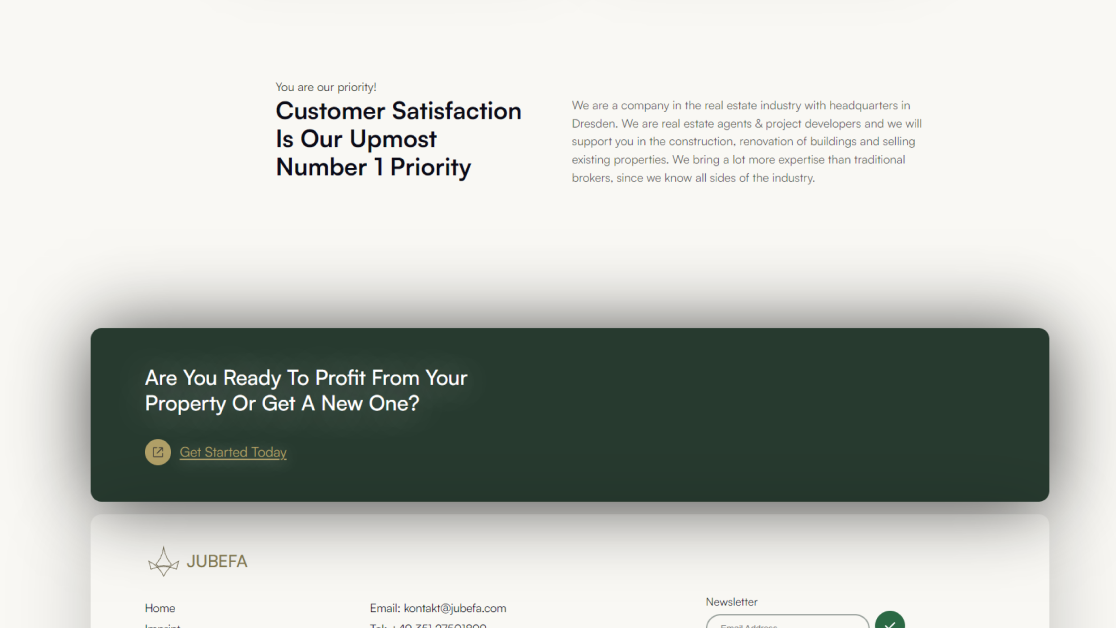 You are our priority!
Customer Satisfaction
Is Our Upmost
Number 1 Priority
We are a company in the real estate industry with headquarters in
Dresden. We are real estate agents & project developers and we will
support you in the construction, renovation of buildings and selling
existing properties. We bring a lot more expertise than traditional
brokers, since we know all sides of the industry.
Are You Ready To Profit From Your
Property Or Get A New One?
Get Started Today
JUBEFA
Home
Email: kontakt@jubefa.com
Newsletter
Imprint
Email Address